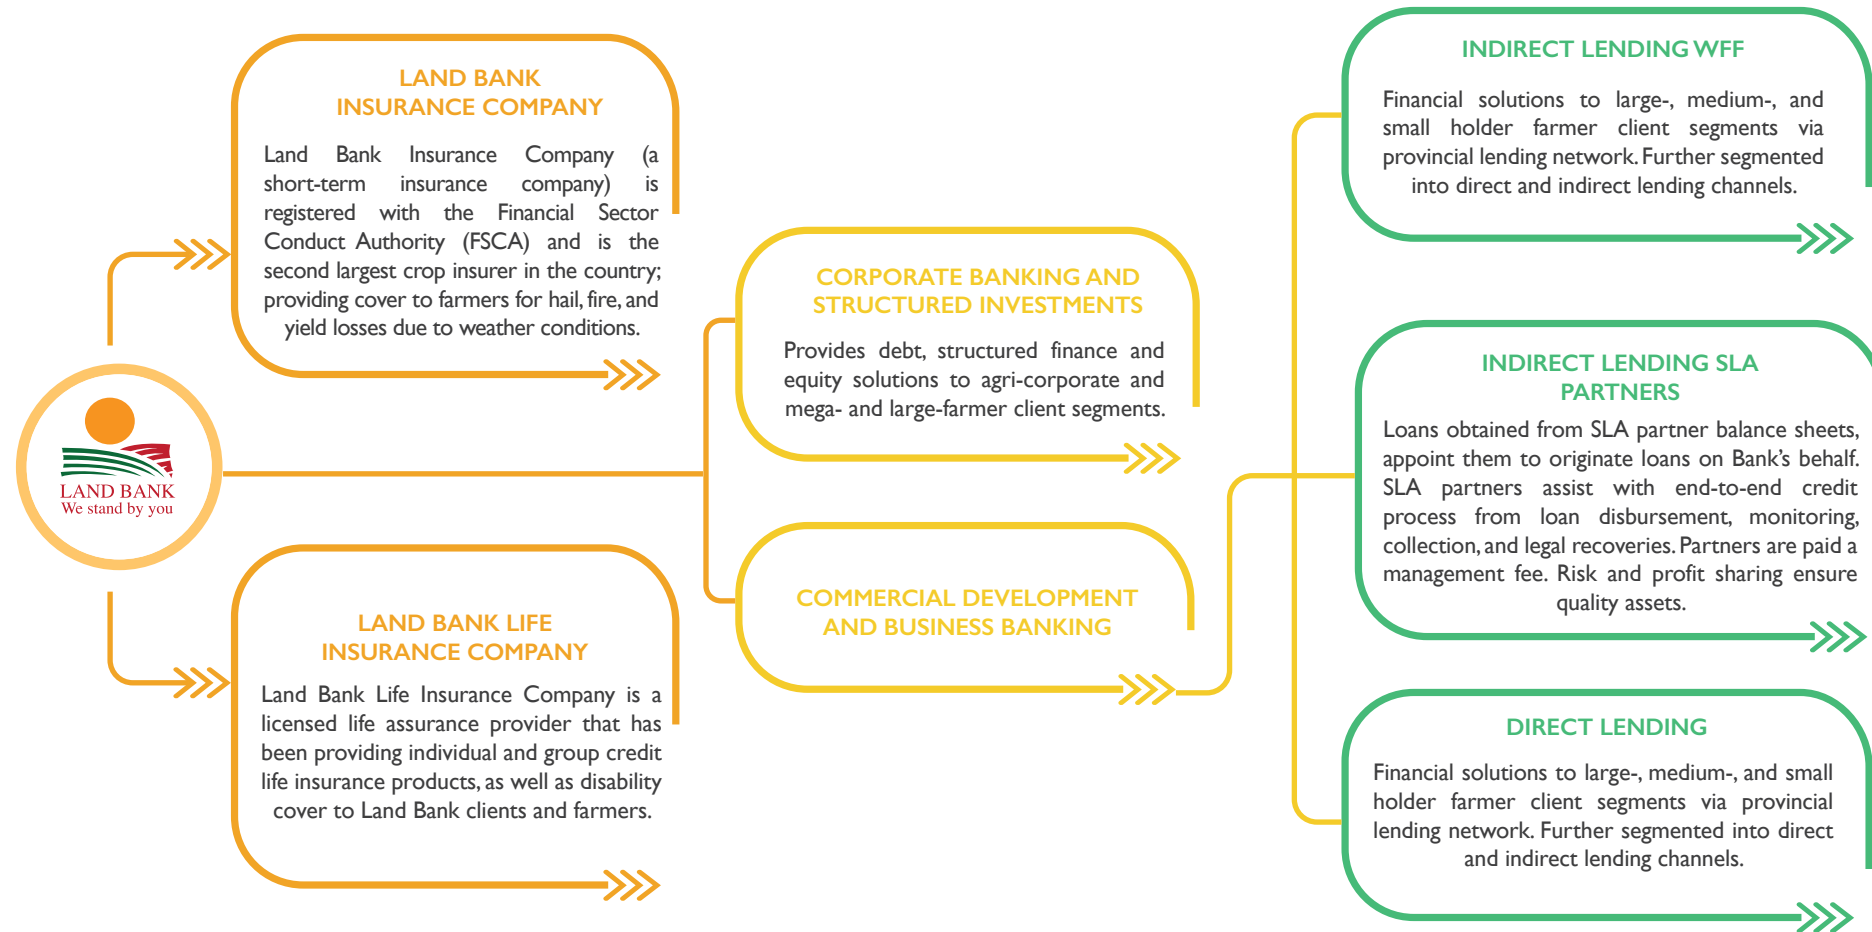 LAND BANK
INSURANCE COMPANY
Land Bank Insurance Company (a
short-term insurance company) is
registered with the Financial Sector
Conduct Authority (FSCA) and is the
second largest crop insurer in the country;
providing cover to farmers for hail, fire, and
yield losses due to weather conditions.
LAND BANK
We stand by you
LAND BANK LIFE
INSURANCE COMPANY
Land Bank Life Insurance Company is a
licensed life assurance provider that has
been providing individual and group credit
life insurance products, as well as disability
cover to Land Bank clients and farmers.
CORPORATE BANKING AND
STRUCTURED INVESTMENTS
Provides debt, structured finance and
equity solutions to agri-corporate and
mega- and large-farmer client segments.
COMMERCIAL DEVELOPMENT
AND BUSINESS BANKING
INDIRECT LENDING WFF
Financial solutions to large-, medium-, and
small holder farmer client segments via
provincial lending network. Further segmented
into direct and indirect lending channels.
INDIRECT LENDING SLA
PARTNERS
Loans obtained from SLA partner balance sheets,
appoint them to originate loans on Bank's behalf.
SLA partners assist with end-to-end credit
process from loan disbursement, monitoring,
collection, and legal recoveries. Partners are paid a
management fee. Risk and profit sharing ensure
quality assets.
DIRECT LENDING
Financial solutions to large-, medium-, and small
holder farmer client segments via provincial
lending network. Further segmented into direct
and indirect lending channels.